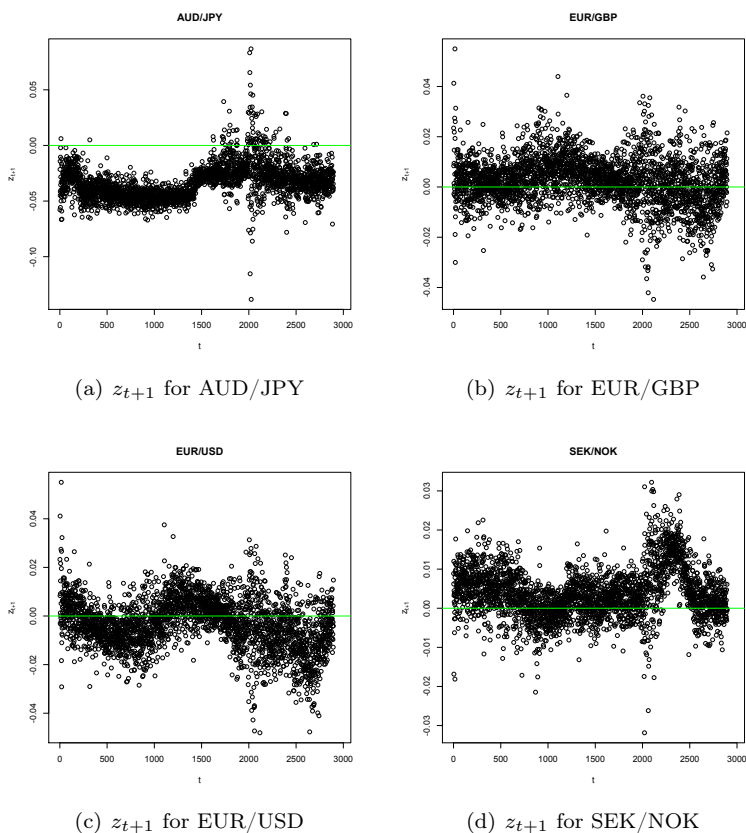 AUD/JPY
0.05
0.00
-0.05
-0.10
z_{t+1}
0 500 1000 1500 2000 2500 3000
t
(a) z_{t+1} for AUD/JPY
EUR/GBP
0.04
0.02
0.00
-0.02
-0.04
z_{t+1}
0 500 1000 1500 2000 2500 3000
t
(b) z_{t+1} for EUR/GBP
EUR/USD
0.04
0.02
0.00
-0.02
-0.04
z_{t+1}
0 500 1000 1500 2000 2500 3000
t
(c) z_{t+1} for EUR/USD
SEK/NOK
0.03
0.02
0.01
0.00
-0.01
-0.02
-0.03
z_{t+1}
0 500 1000 1500 2000 2500 3000
t
(d) z_{t+1} for SEK/NOK